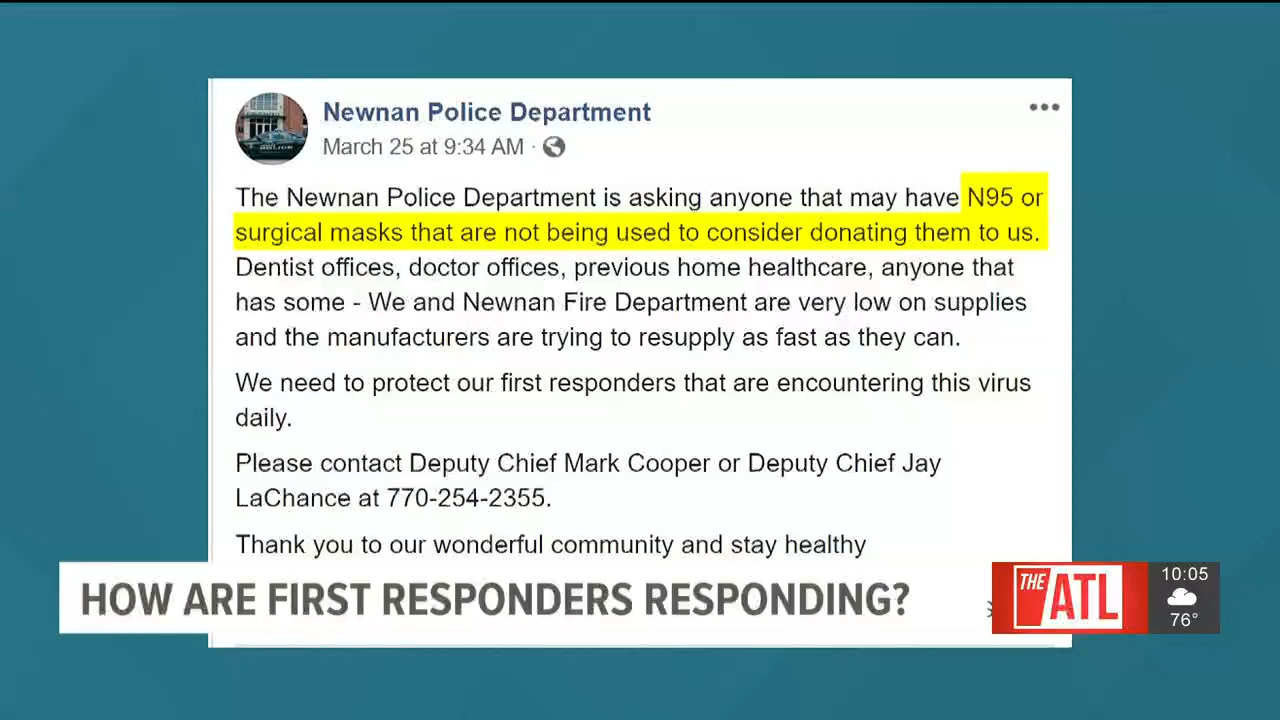 Newnan Police Department
March 25 at 9:34 AM ·
The Newnan Police Department is asking anyone that may have N95 or
surgical masks that are not being used to consider donating them to us.
Dentist offices, doctor offices, previous home healthcare, anyone that
has some - We and Newnan Fire Department are very low on supplies
and the manufacturers are trying to resupply as fast as they can.
We need to protect our first responders that are encountering this virus
daily.
Please contact Deputy Chief Mark Cooper or Deputy Chief Jay
LaChance at 770-254-2355.
Thank you to our wonderful community and stay healthy
HOW ARE FIRST RESPONDERS RESPONDING?
THE ATL
10:05
76°